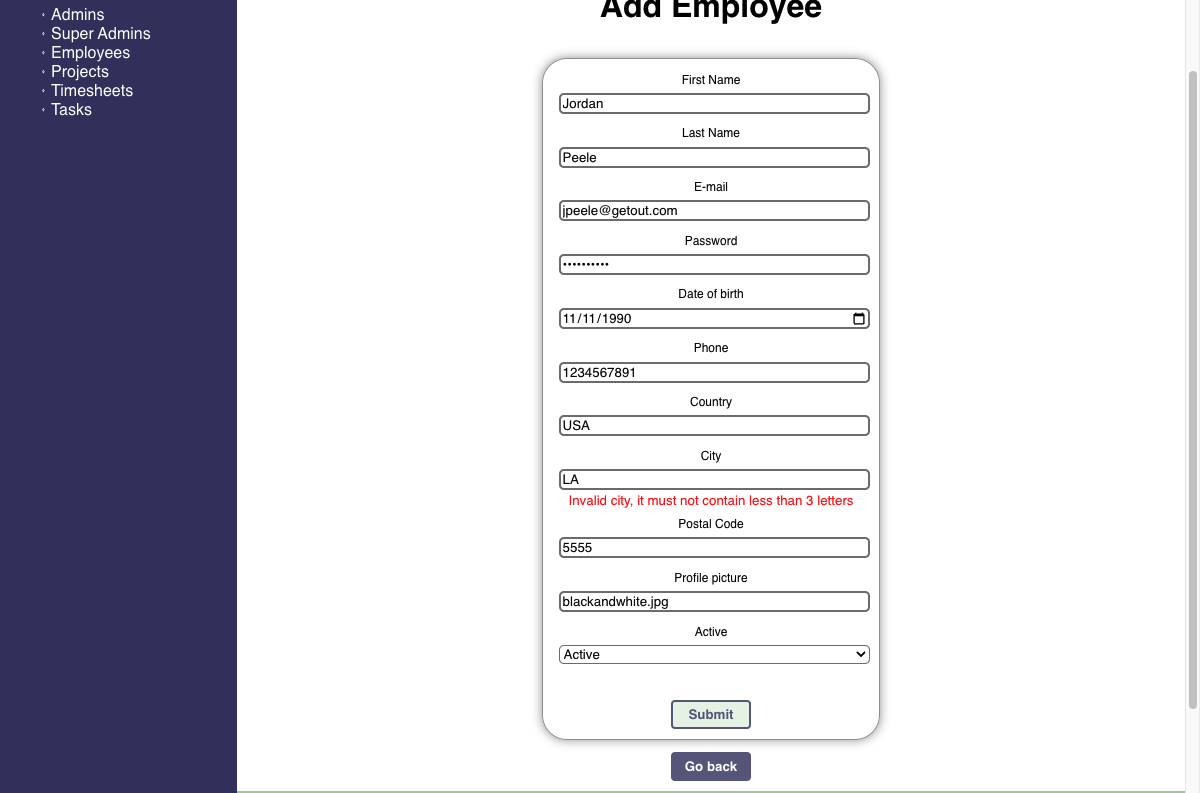 Admins
Super Admins
Employees
Projects
Timesheets
Tasks
Add Employee
First Name
Jordan
Last Name
Peele
E-mail
jpeele@getout.com
Password
••••••••••
Date of birth
11/11/1990
Phone
1234567891
Country
USA
City
LA
Invalid city, it must not contain less than 3 letters
Postal Code
5555
Profile picture
blackandwhite.jpg
Active
Active
Submit
Go back